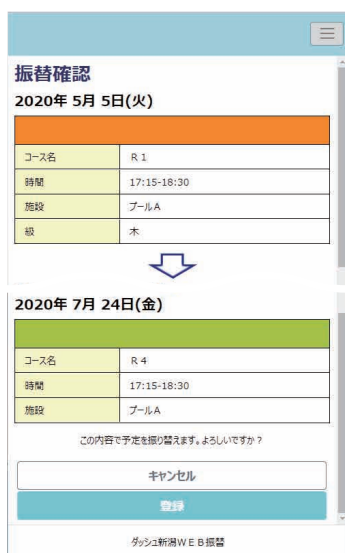 振替確認
2020年 5月 5日(火)
コース名 R 1
時間 17:15-18:30
施設 プールA
級 木
2020年 7月 24日(金)
コース名 R 4
時間 17:15-18:30
施設 プールA
この内容で予定を振り替えます。よろしいですか？
キャンセル
登録
ダッシュ新潟WEB振替